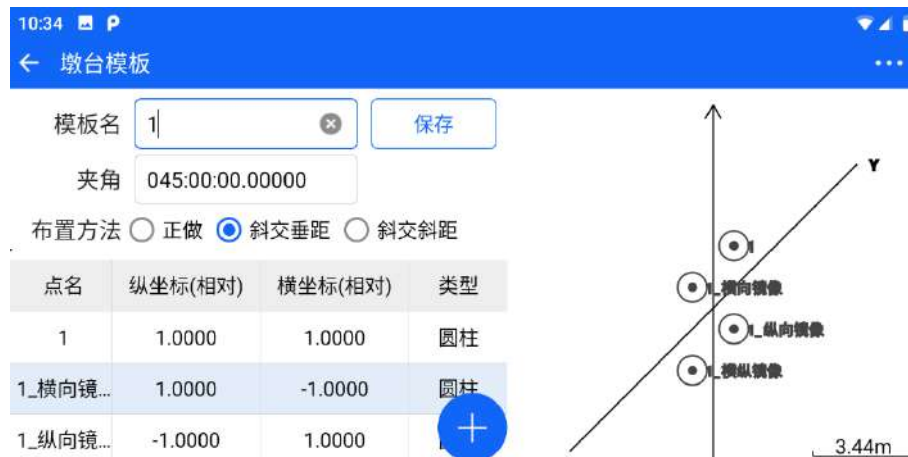 10:34
墩台模板
模板名 1 保存
夹角 045:00:00.00000
布置方法 正做 斜交垂距 斜交斜距
点名 纵坐标(相对) 横坐标(相对) 类型
1 1.0000 1.0000 圆柱
1_横向镜... 1.0000 -1.0000 圆柱
1_纵向镜... -1.0000 1.0000
Y
1
1_横向镜像
1_纵向镜像
1_横纵镜像
3.44m